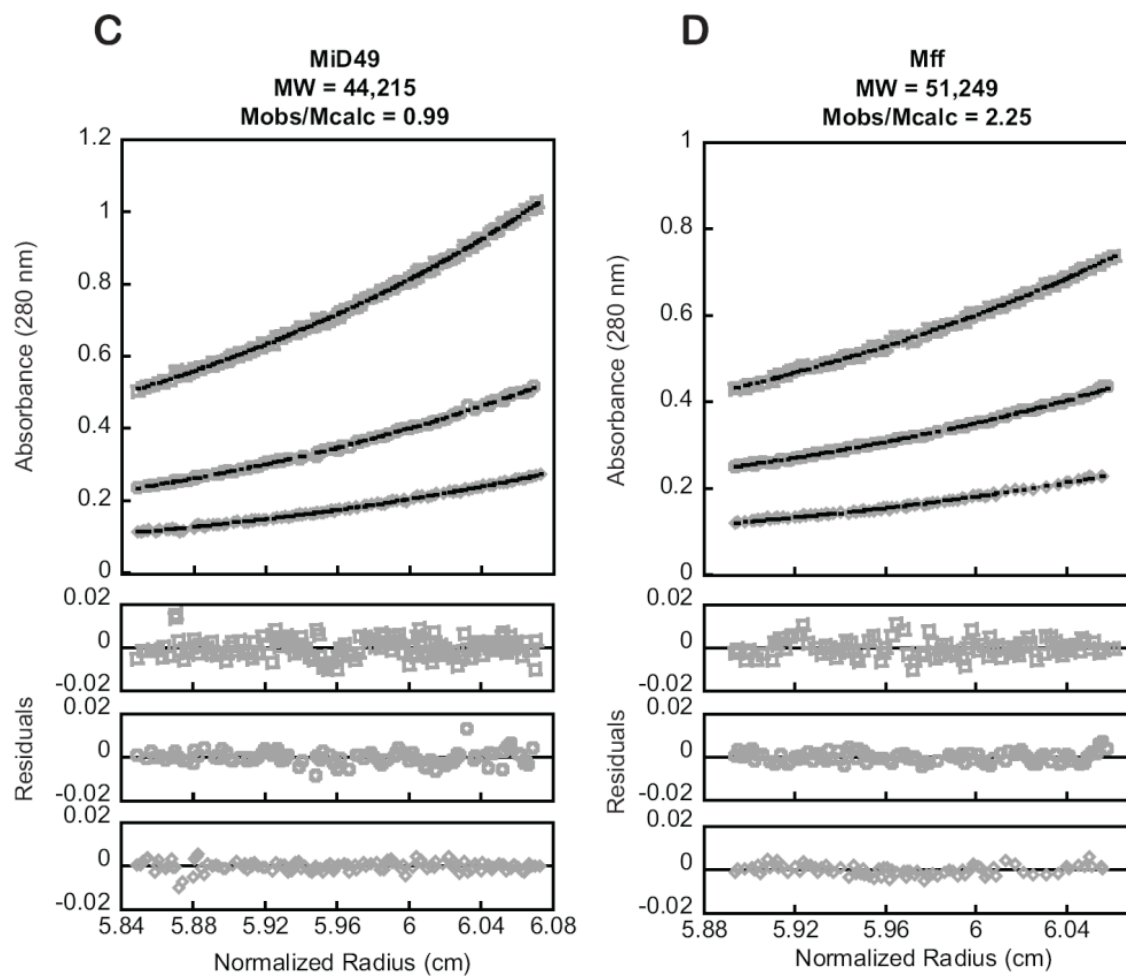 C
MiD49
MW = 44,215
Mobs/Mcalc = 0.99
Absorbance (280 nm)
1.2
1
0.8
0.6
0.4
0.2
0
Residuals
0.02
0
-0.02
0.02
0
-0.02
0.02
0
-0.02
5.84 5.88 5.92 5.96 6 6.04 6.08
Normalized Radius (cm)
D
Mff
MW = 51,249
Mobs/Mcalc = 2.25
Absorbance (280 nm)
1
0.8
0.6
0.4
0.2
0
Residuals
0.02
0
-0.02
0.02
0
-0.02
0.02
0
-0.02
5.88 5.92 5.96 6 6.04
Normalized Radius (cm)